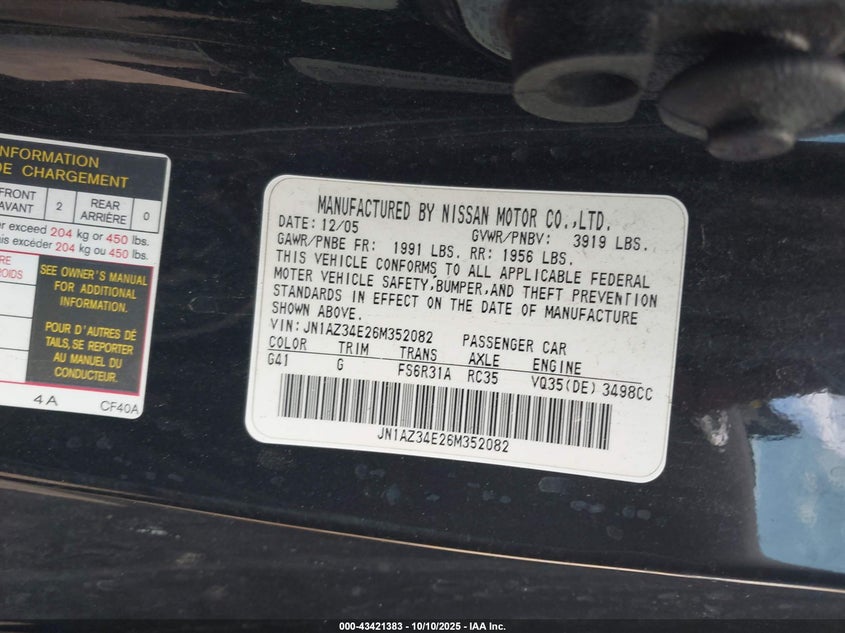 INFORMATION
DE CHARGEMENT
FRONT
AVANT
2
REAR
ARRIÈRE
0
er exceed 204 kg or 450 lbs.
ais excéder 204 kg ou 450 lbs.
SEE OWNER'S MANUAL
FOR ADDITIONAL
INFORMATION.
POUR D'AUTRES DÉ
TAILS, SE REPORTER
AU MANUEL DU
CONDUCTEUR.
4A CF40A
MANUFACTURED BY NISSAN MOTOR CO.,LTD.
DATE: 12/05 GVWR/PNBV: 3919 LBS.
GAWR/PNBE FR: 1991 LBS. RR: 1956 LBS.
THIS VEHICLE CONFORMS TO ALL APPLICABLE FEDERAL
MOTER VEHICLE SAFETY,BUMPER,AND THEFT PREVENTION
STANDARDS IN EFFECT ON THE DATE OF MANUFACTURE
SHOWN ABOVE.
VIN: JN1AZ34E26M352082 PASSENGER CAR
COLOR TRIM TRANS AXLE ENGINE
G41 G FS6R31A RC35 VQ35(DE) 3498CC
JN1AZ34E26M352082
000-43421383 - 10/10/2025 - IAA Inc.